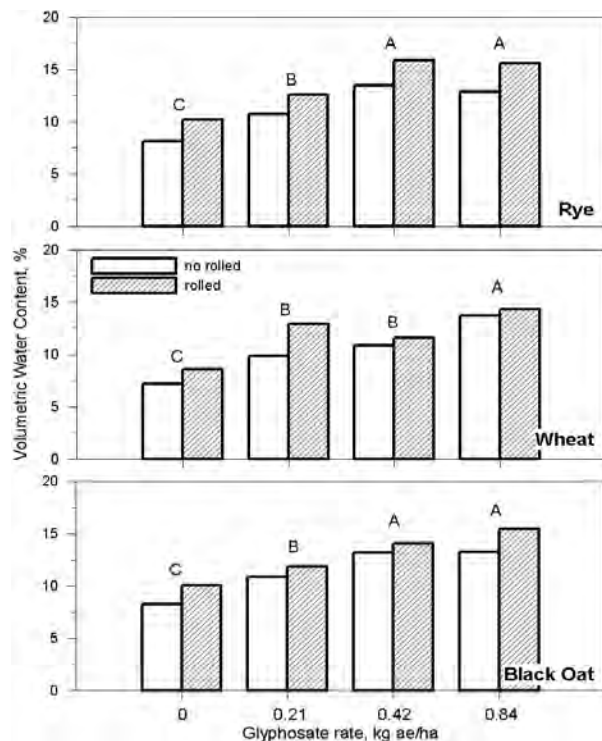 20
15
10
5
0
C
B
A
A
Rye
Volumetric Water Content, %
20
15
10
5
0
no rolled
rolled
C
B
B
A
Wheat
20
15
10
5
0
C
B
A
A
Black Oat
0 0.21 0.42 0.84
Glyphosate rate, kg ae/ha